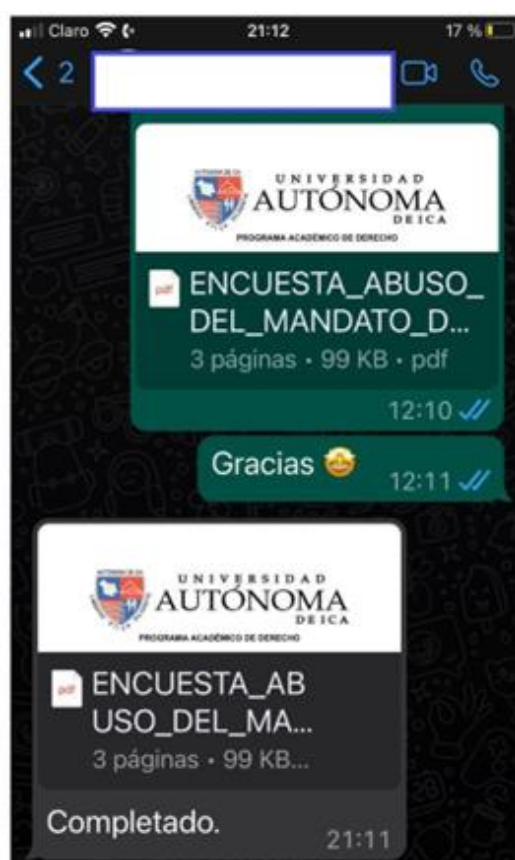 Claro 21:12 17 %
2
UNIVERSIDAD
AUTÓNOMA
DE ICA
PROGRAMA ACADÉMICO DE DERECHO
pdf ENCUESTA_ABUSO_
DEL_MANDATO_D...
3 páginas • 99 KB • pdf
12:10
Gracias 🤩 12:11
UNIVERSIDAD
AUTÓNOMA
DE ICA
PROGRAMA ACADÉMICO DE DERECHO
pdf ENCUESTA_AB
USO_DEL_MA...
3 páginas • 99 KB...
Completado.
21:11